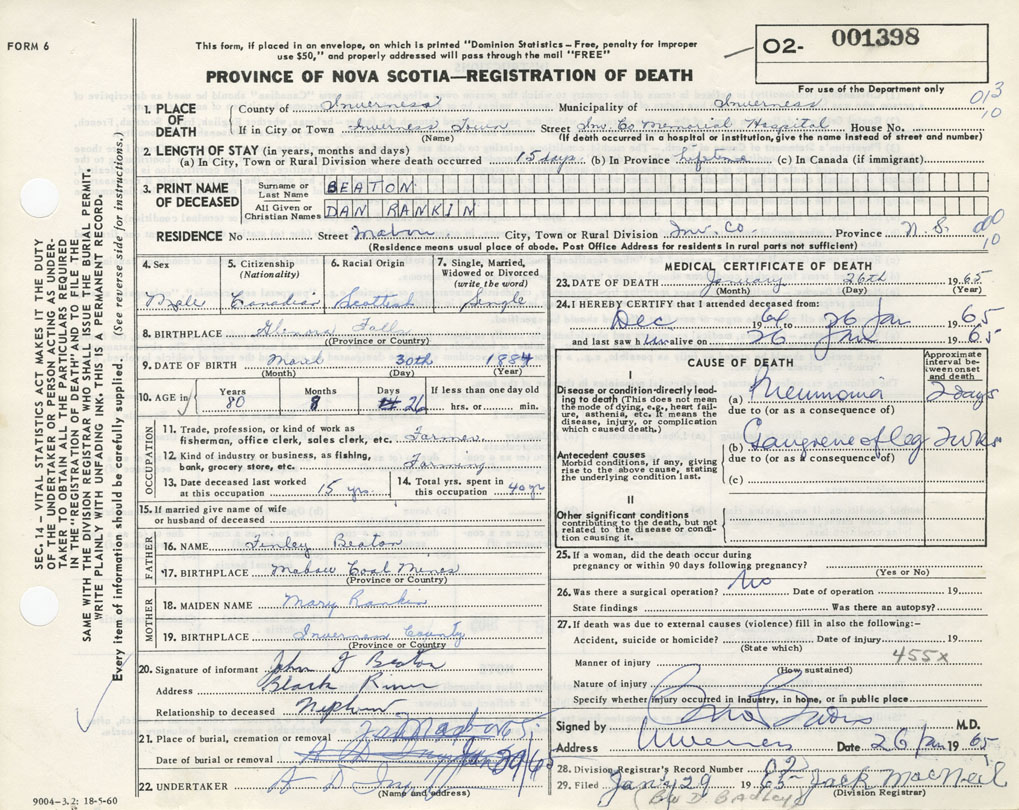 FORM 6
This form, if placed in an envelope, on which is printed "Dominion Statistics – Free, penalty for improper
use $50," and properly addressed will pass through the mail "FREE"
O2- 001398
For use of the Department only
PROVINCE OF NOVA SCOTIA—REGISTRATION OF DEATH
013
10
1. PLACE OF DEATH
County of Inverness Municipality of Inverness
If in City or Town Inverness Town Street Inv. Co Memorial Hospital House No.
(Name) (If death occurred in a hospital or institution, give the name instead of street and number)
2. LENGTH OF STAY (in years, months and days)
(a) In City, Town or Rural Division where death occurred 15 days (b) In Province lifetime (c) In Canada (if immigrant)
3. PRINT NAME OF DECEASED
Surname or Last Name BEATON
All Given or Christian Names DAN RANKIN
RESIDENCE No Street Mabou City, Town or Rural Division Inv. Co. Province N. S.
10
(Residence means usual place of abode. Post Office Address for residents in rural parts not sufficient)
4. Sex
Male
5. Citizenship (Nationality)
Canadian
6. Racial Origin
Scottish
7. Single, Married, Widowed or Divorced (write the word)
Single
8. BIRTHPLACE Falls
(Province or Country)
9. DATE OF BIRTH March 30th 1884
(Month) (Day) (Year)
10. AGE in
Years 80
Months 8
Days 26
If less than one day old
hrs. or min.
OCCUPATION
11. Trade, profession, or kind of work as fisherman, office clerk, sales clerk, etc. Farmer
12. Kind of industry or business, as fishing, bank, grocery store, etc. Farming
13. Date deceased last worked at this occupation 15 yrs
14. Total yrs. spent in this occupation 40 yr
15. If married give name of wife or husband of deceased
FATHER
16. NAME Finley Beaton
17. BIRTHPLACE Mabou Coal Mines
(Province or Country)
MOTHER
18. MAIDEN NAME Mary Rankin
19. BIRTHPLACE Inverness County
(Province or Country)
20. Signature of informant John J Beaton
Address Black River
Relationship to deceased Nephew
21. Place of burial, cremation or removal Mabou
Date of burial or removal Jan 29/65
22. UNDERTAKER A D
(Name and address)
9004-3.2: 18-5-60
MEDICAL CERTIFICATE OF DEATH
23. DATE OF DEATH January 26th 1965
(Month) (Day) (Year)
24. I HEREBY CERTIFY that I attended deceased from:
Dec 1964 to 26 Jan 1965
and last saw h im alive on 26 Jan 1965
CAUSE OF DEATH
Approximate interval between onset and death
I
Disease condition directly leading to death (This does not mean the mode of dying, e.g., heart failure, asthenia, etc. It means the disease, injury, or complication which caused death.)
(a) Pneumonia 2 days
due to (or as a consequence of)
Antecedent causes
Morbid conditions, if any, giving rise to the above cause, stating the underlying condition last.
(b) Gangrene of leg
due to (or as a consequence of)
(c)
II
Other significant conditions
contributing to the death, but not related to the disease or condition causing it.
25. If a woman, did the death occur during pregnancy or within 90 days following pregnancy?
(Yes or No)
26. Was there a surgical operation? No Date of operation 19
State findings Was there an autopsy?
27. If death was due to external causes (violence) fill in also the following:–
Accident, suicide or homicide? Date of injury 19
(State which)
455x
Manner of injury
(How sustained)
Nature of injury
Specify whether injury occurred in industry, in home, or in public place
Signed by M.D.
Address Inverness Date 26 Jan 1965
28. Division Registrar's Record Number 02
29. Filed Jan'y 29 1965 Jack MacNeil
(Division Registrar)
SEC. 14 – VITAL STATISTICS ACT MAKES IT THE DUTY
OF THE UNDERTAKER OR PERSON ACTING AS UNDER-
TAKER TO OBTAIN ALL THE PARTICULARS REQUIRED
IN THE "REGISTRATION OF DEATH" AND TO FILE THE
SAME WITH THE DIVISION REGISTRAR WHO SHALL ISSUE THE BURIAL PERMIT.
WRITE PLAINLY WITH UNFADING INK. THIS IS A PERMANENT RECORD.
Every item of information should be carefully supplied. (See reverse side for instructions.)